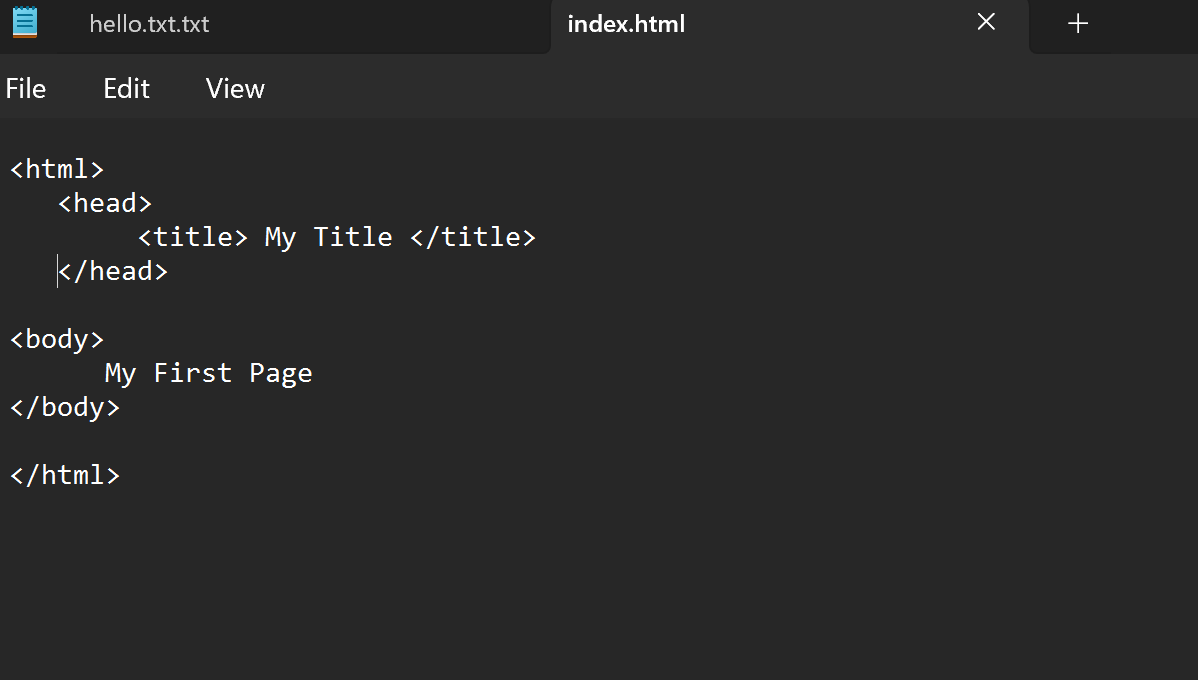 hello.txt.txt
index.html
File Edit View
<html>
<head>
<title> My Title </title>
</head>
<body>
My First Page
</body>
</html>